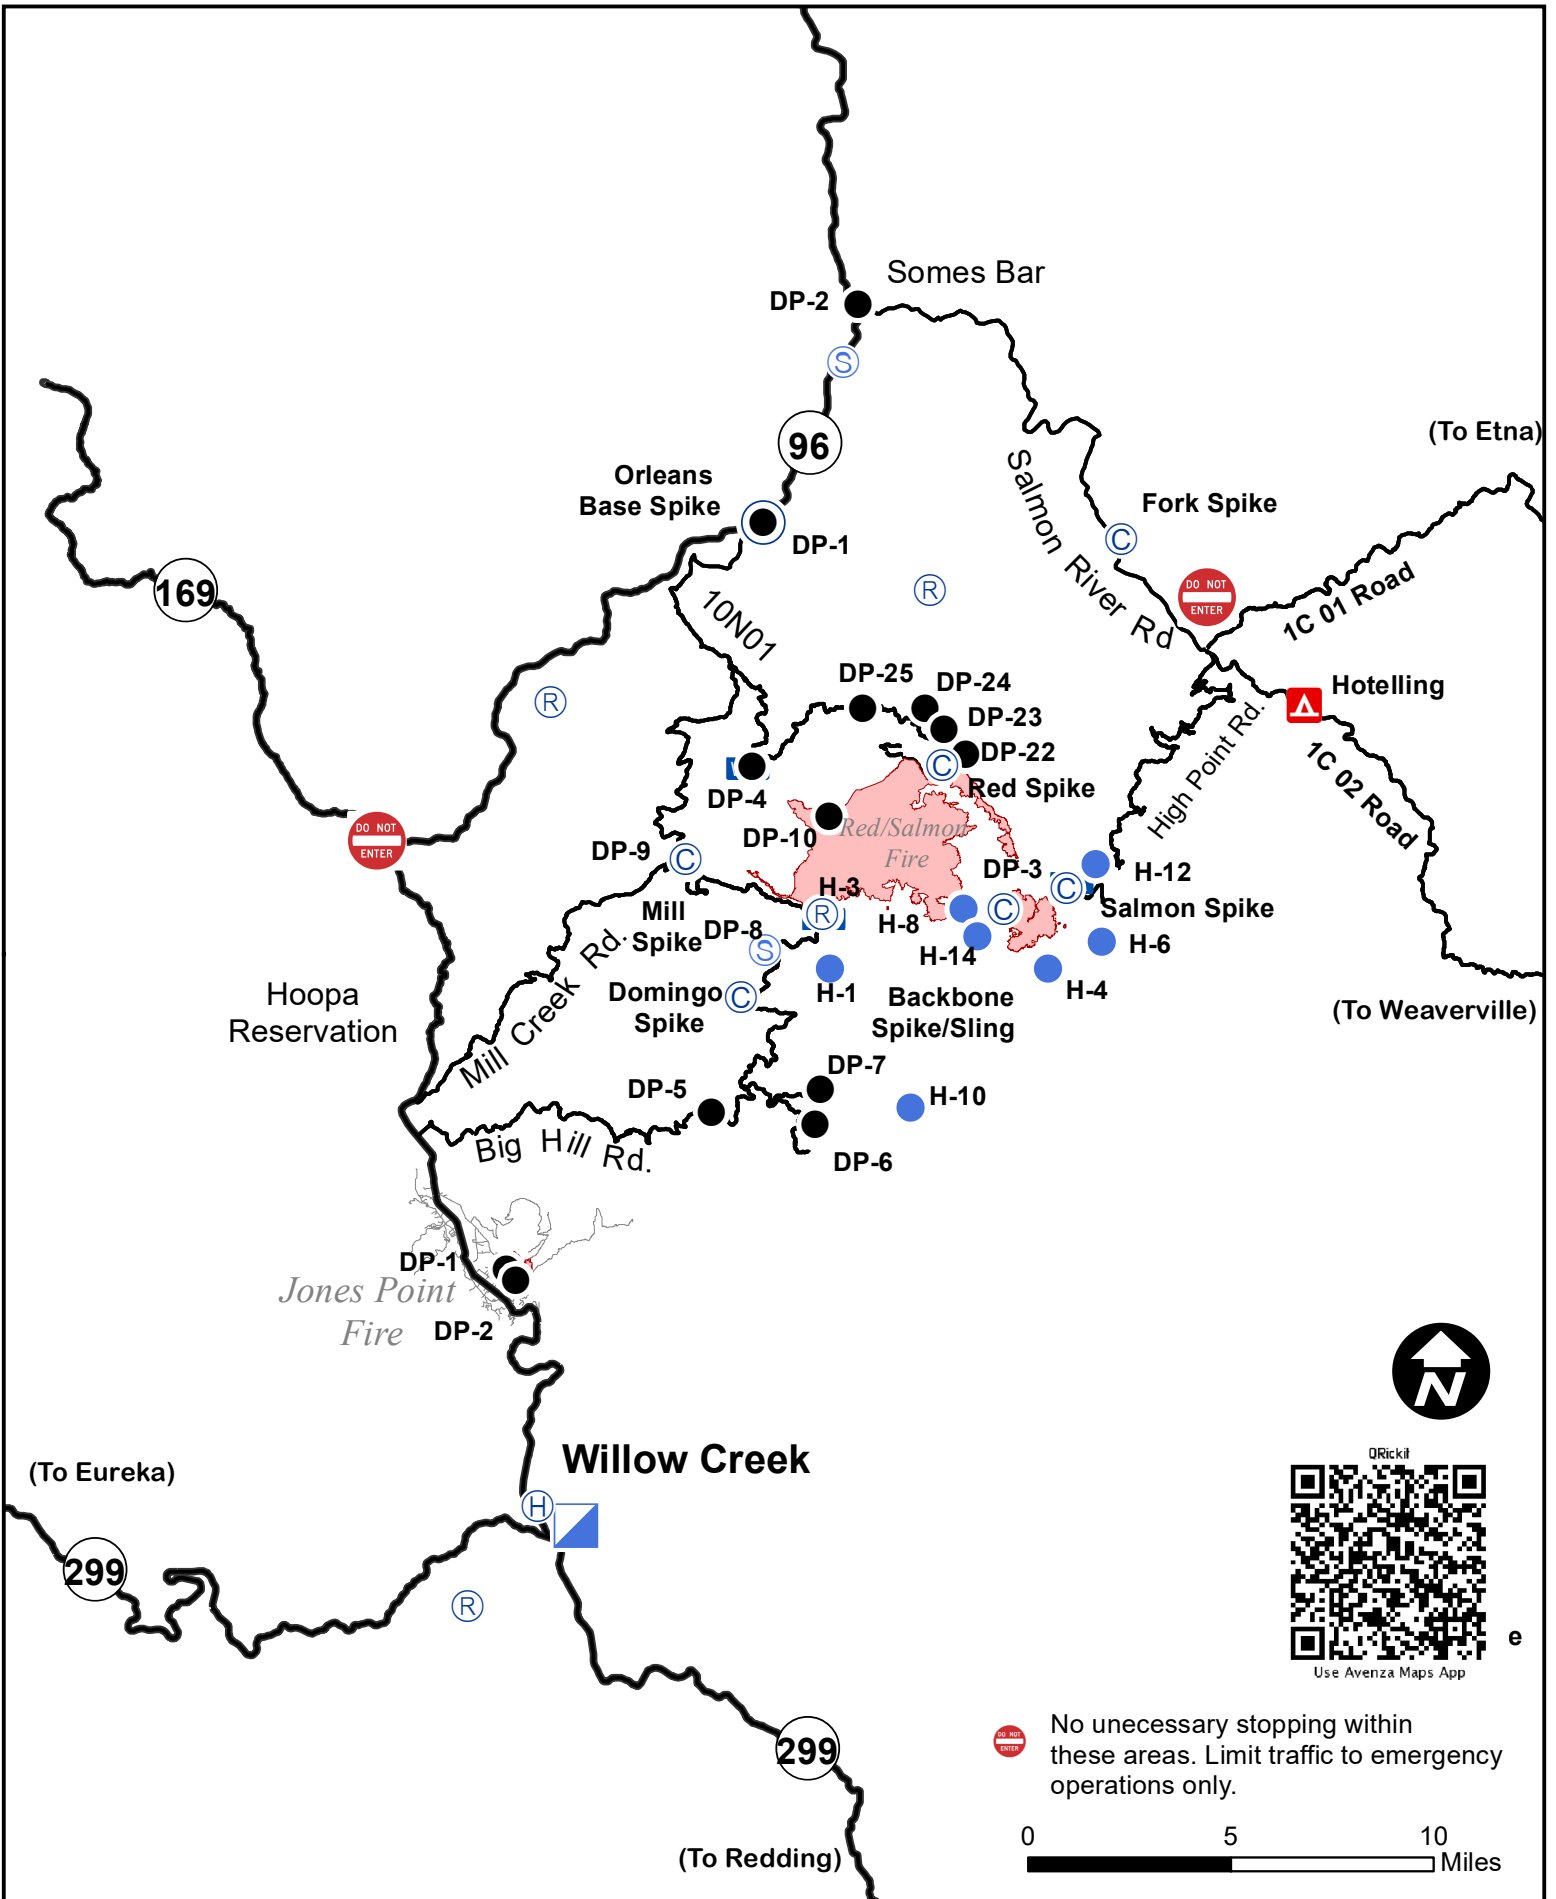 Somes Bar
DP-2
S
96
(To Etna)
Orleans
Base Spike
DP-1
Fork Spike
C
Salmon River Rd
169
10N01
R
DO NOT
ENTER
1C 01 Road
R
DP-25
DP-24
DP-23
DP-22
Hotelling
High Point Rd.
1C 02 Road
C
Red Spike
DP-4
DP-10
Red/Salmon
Fire
DO NOT
ENTER
DP-9
C
DP-3
C
H-12
H-3
R
H-8
C
Salmon Spike
Mill
Spike
DP-8
S
H-14
H-6
Hoopa
Reservation
Mill Creek Rd.
Domingo
Spike
C
H-1
Backbone
Spike/Sling
H-4
(To Weaverville)
DP-5
DP-7
H-10
Big Hill Rd.
DP-6
DP-1
Jones Point
Fire
DP-2
N
Willow Creek
(To Eureka)
H
299
R
QRickit
Use Avenza Maps App
e
299
DO NOT
ENTER
No unecessary stopping within
these areas. Limit traffic to emergency
operations only.
0 5 10
Miles
(To Redding)